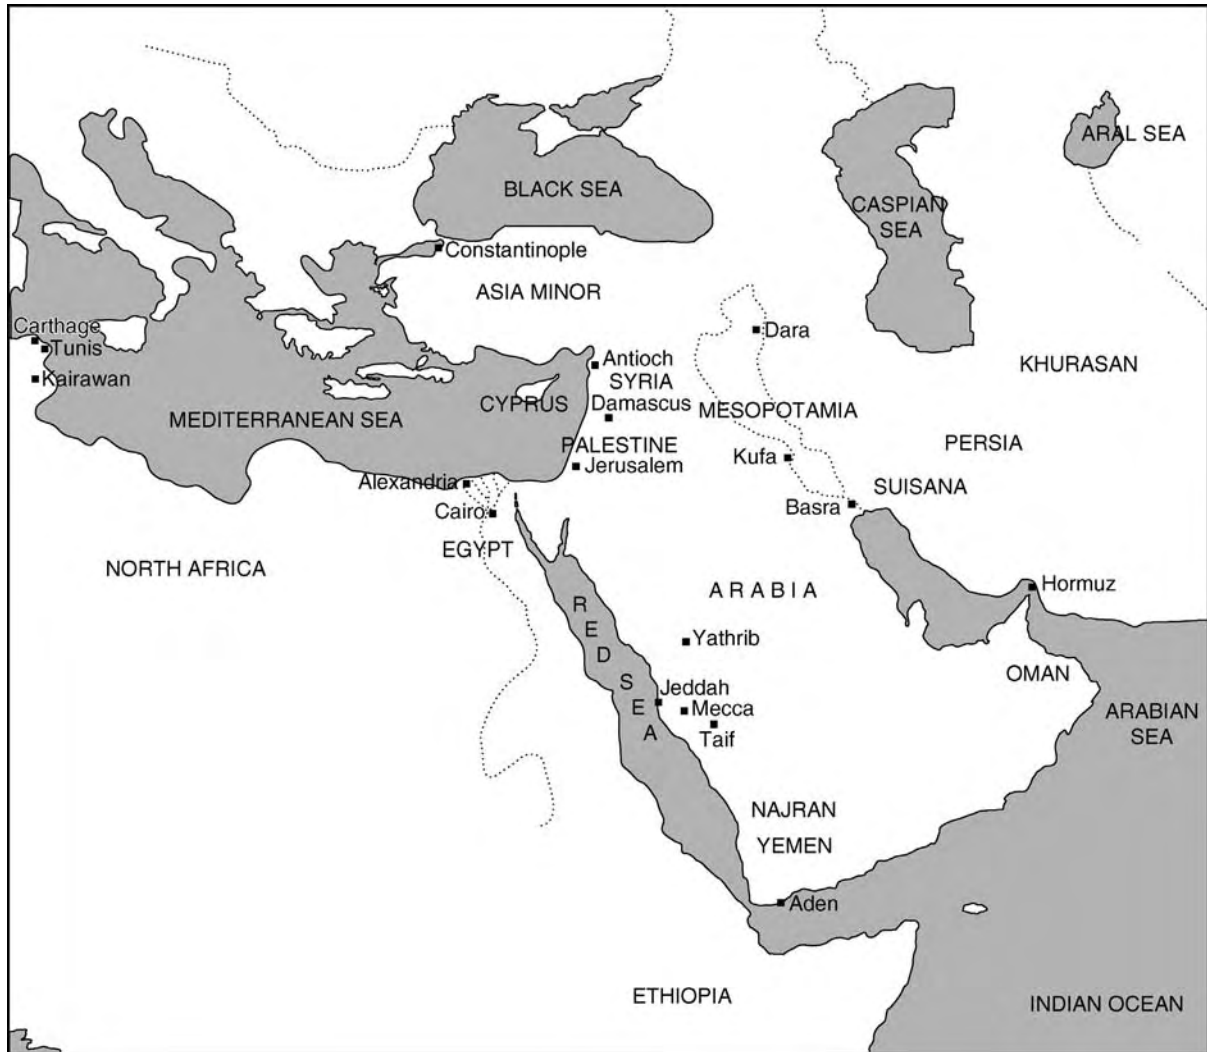 ARAL SEA
BLACK SEA
CASPIAN
SEA
Constantinople
ASIA MINOR
Carthage
Tunis
Dara
Kairawan
Antioch
SYRIA
KHURASAN
CYPRUS
Damascus
MEDITERRANEAN SEA
MESOPOTAMIA
PALESTINE
PERSIA
Jerusalem
Kufa
Alexandria
SUISANA
Cairo
Basra
EGYPT
NORTH AFRICA
ARABIA
Hormuz
RED SEA
Yathrib
OMAN
Jeddah
Mecca
Taif
ARABIAN
SEA
NAJRAN
YEMEN
Aden
ETHIOPIA
INDIAN OCEAN